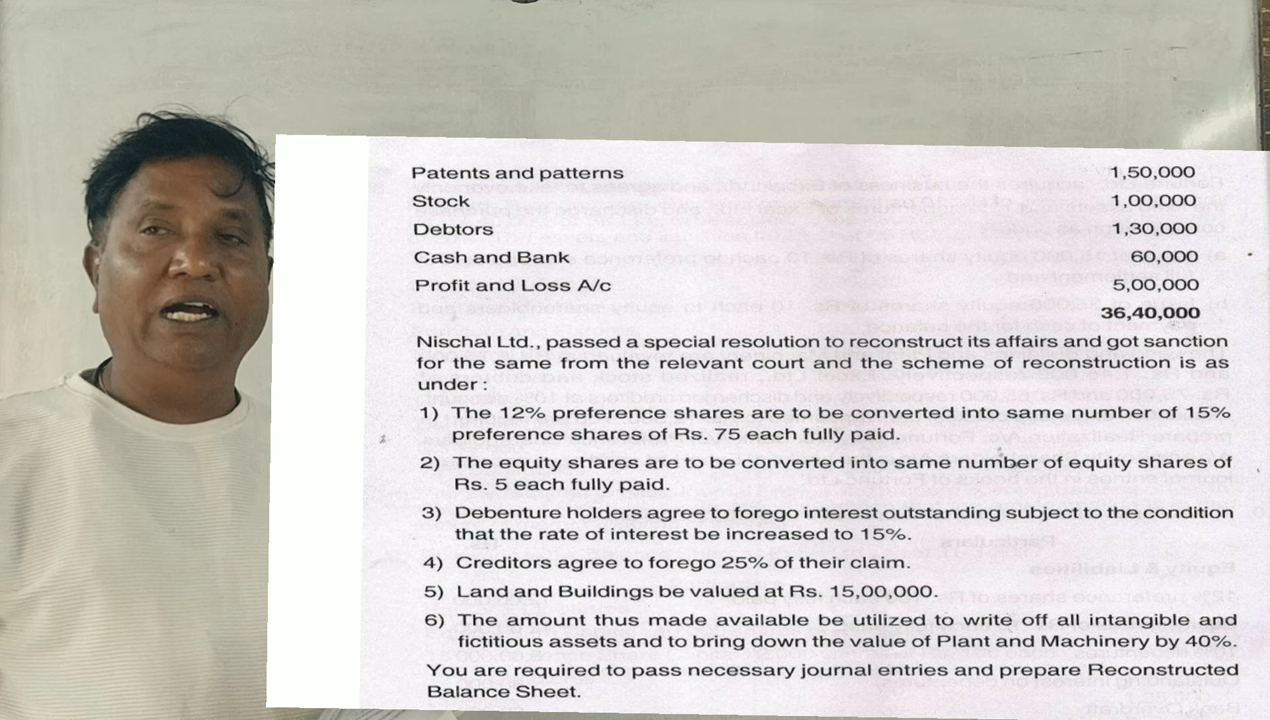 Patents and patterns 1,50,000
Stock 1,00,000
Debtors 1,30,000
Cash and Bank 60,000
Profit and Loss A/c 5,00,000
36,40,000
Nischal Ltd., passed a special resolution to reconstruct its affairs and got sanction
for the same from the relevant court and the scheme of reconstruction is as
under :
1) The 12% preference shares are to be converted into same number of 15%
preference shares of Rs. 75 each fully paid.
2) The equity shares are to be converted into same number of equity shares of
Rs. 5 each fully paid.
3) Debenture holders agree to forego interest outstanding subject to the condition
that the rate of interest be increased to 15%.
4) Creditors agree to forego 25% of their claim.
5) Land and Buildings be valued at Rs. 15,00,000.
6) The amount thus made available be utilized to write off all intangible and
fictitious assets and to bring down the value of Plant and Machinery by 40%.
You are required to pass necessary journal entries and prepare Reconstructed
Balance Sheet.